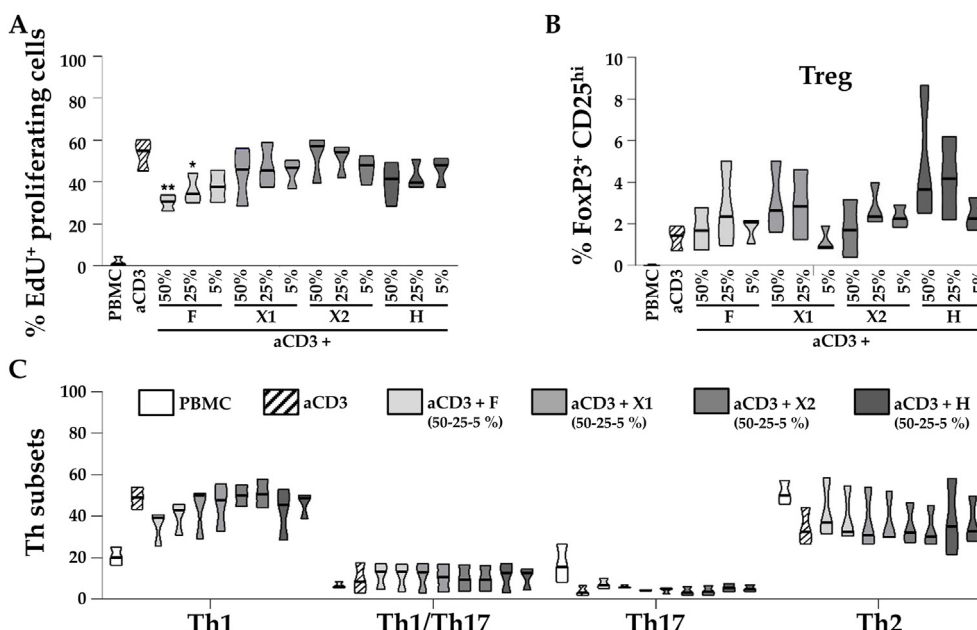 A
% EdU⁺ proliferating cells
100
80
60
40
20
0
**
*
PBMC
aCD3
50%
25%
5%
50%
25%
5%
50%
25%
5%
50%
25%
5%
F X1 X2 H
aCD3 +
B
Treg
% FoxP3⁺ CD25ʰⁱ
10
8
6
4
2
0
PBMC
aCD3
50%
25%
5%
50%
25%
5%
50%
25%
5%
50%
25%
5%
F X1 X2 H
aCD3 +
C
Th subsets
100
80
60
40
20
0
PBMC aCD3 aCD3 + F aCD3 + X1 aCD3 + X2 aCD3 + H
(50-25-5 %) (50-25-5 %) (50-25-5 %) (50-25-5 %)
Th1 Th1/Th17 Th17 Th2